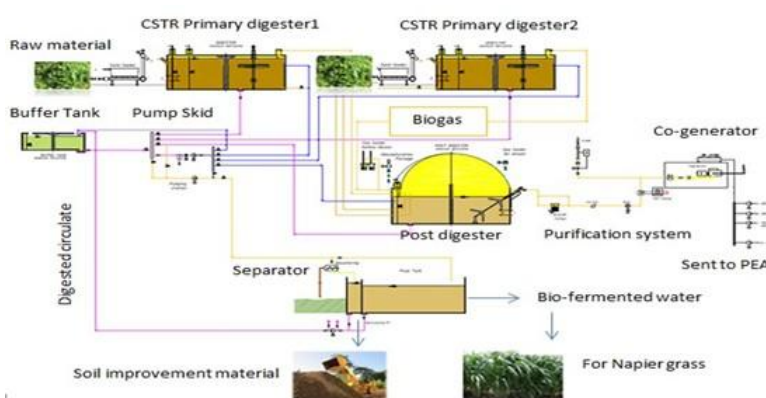 CSTR Primary digester1
CSTR Primary digester2
Raw material
Buffer Tank
Pump Skid
Biogas
Co-generator
Post digester
Purification system
Sent to PEA
Digested circulate
Separator
Bio-fermented water
Soil improvement material
For Napier grass